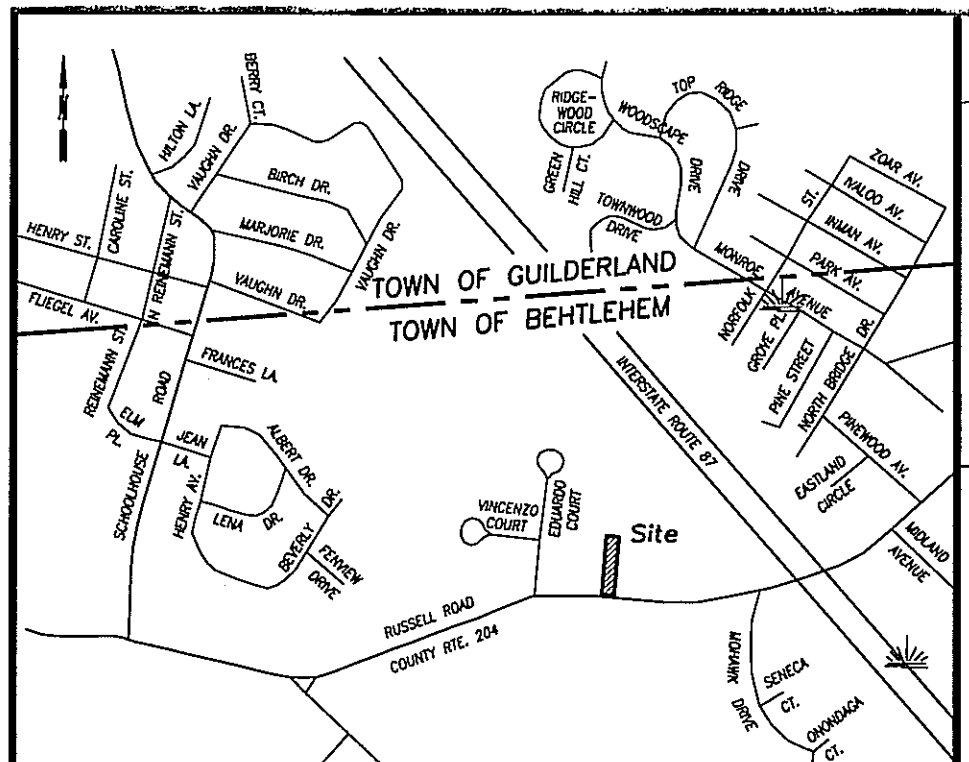 N
BERRY CT.
HILTON LA.
VAUGHN DR.
BIRCH DR.
MARJORIE DR.
VAUGHN DR.
VAUGHN DR.
CAROLINE ST.
HENRY ST.
FLIEGEL AV.
N REINEMANN ST.
REINEMANN ST.
RIDGE-
WOOD
CIRCLE
GREEN
HILL CT.
WOODSCAPE
DRIVE
TOP RIDGE
DRIVE
TOWNWOOD
DRIVE
ZOAR AV.
IVALOO AV.
INMAN AV.
PARK AV.
MONROE
AVENUE
NORFOLK
ST.
GROVE PL.
PINE STREET
NORTH BRIDGE DR.
TOWN OF GUILDERLAND
TOWN OF BEHTLEHEM
INTERSTATE ROUTE 87
PINEWOOD AV.
EASTLAND
CIRCLE
MIDLAND
AVENUE
FRANCES LA.
SCHOOLHOUSE
ROAD
ELM
PL.
JEAN
LA.
HENRY AV.
LENA DR.
ALBERT DR.
BEVERLY DR.
FENVIEW
DRIVE
VINCENZO
COURT
EDUARDO
COURT
Site
RUSSELL ROAD
COUNTY RTE. 204
MOHAWK
DRIVE
SENECA
CT.
ONONDAGA
CT.